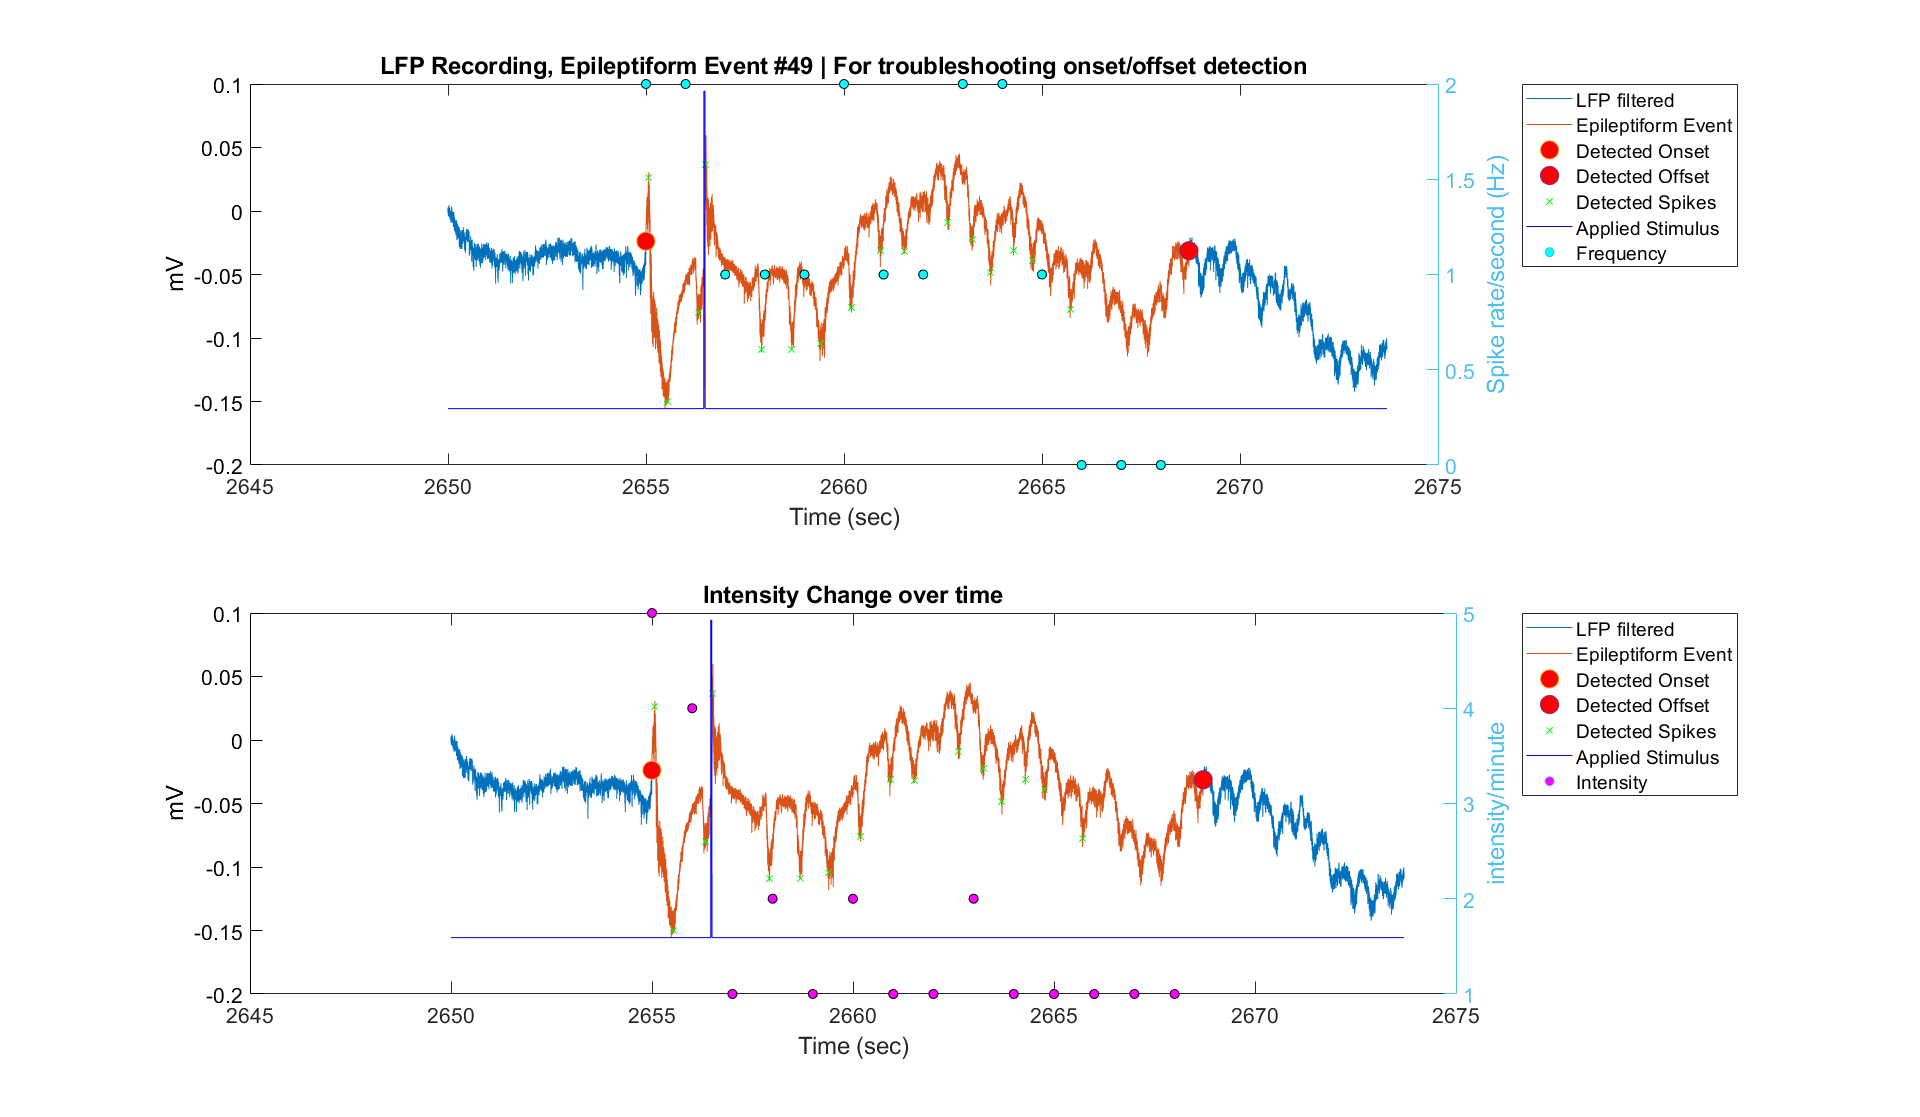 LFP Recording, Epileptiform Event #49 | For troubleshooting onset/offset detection
0.1
0.05
0
-0.05
-0.1
-0.15
-0.2
mV
2645
2650
2655
2660
2665
2670
2675
Time (sec)
2
1.5
1
0.5
0
Spike rate/second (Hz)
LFP filtered
Epileptiform Event
Detected Onset
Detected Offset
Detected Spikes
Applied Stimulus
Frequency
Intensity Change over time
0.1
0.05
0
-0.05
-0.1
-0.15
-0.2
mV
2645
2650
2655
2660
2665
2670
2675
Time (sec)
5
4
3
2
1
intensity/minute
LFP filtered
Epileptiform Event
Detected Onset
Detected Offset
Detected Spikes
Applied Stimulus
Intensity